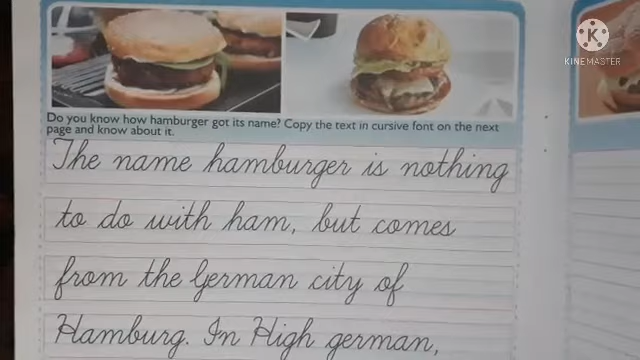 KINEMASTER
Do you know how hamburger got its name? Copy the text in cursive font on the next
page and know about it.
The name hamburger is nothing
to do with ham, but comes
from the German city of
Hamburg. In High german,